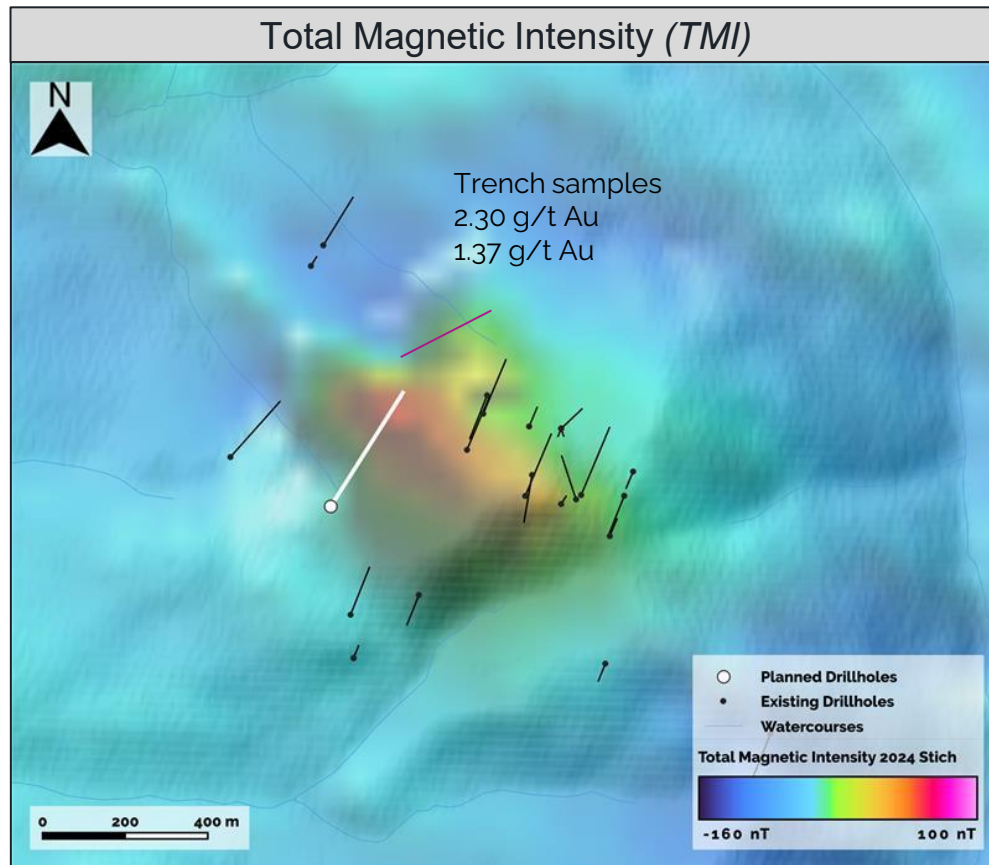 Total Magnetic Intensity (TMI)
N
Trench samples
2.30 g/t Au
1.37 g/t Au
Planned Drillholes
Existing Drillholes
Watercourses
Total Magnetic Intensity 2024 Stich
-160 nT 100 nT
0 200 400 m